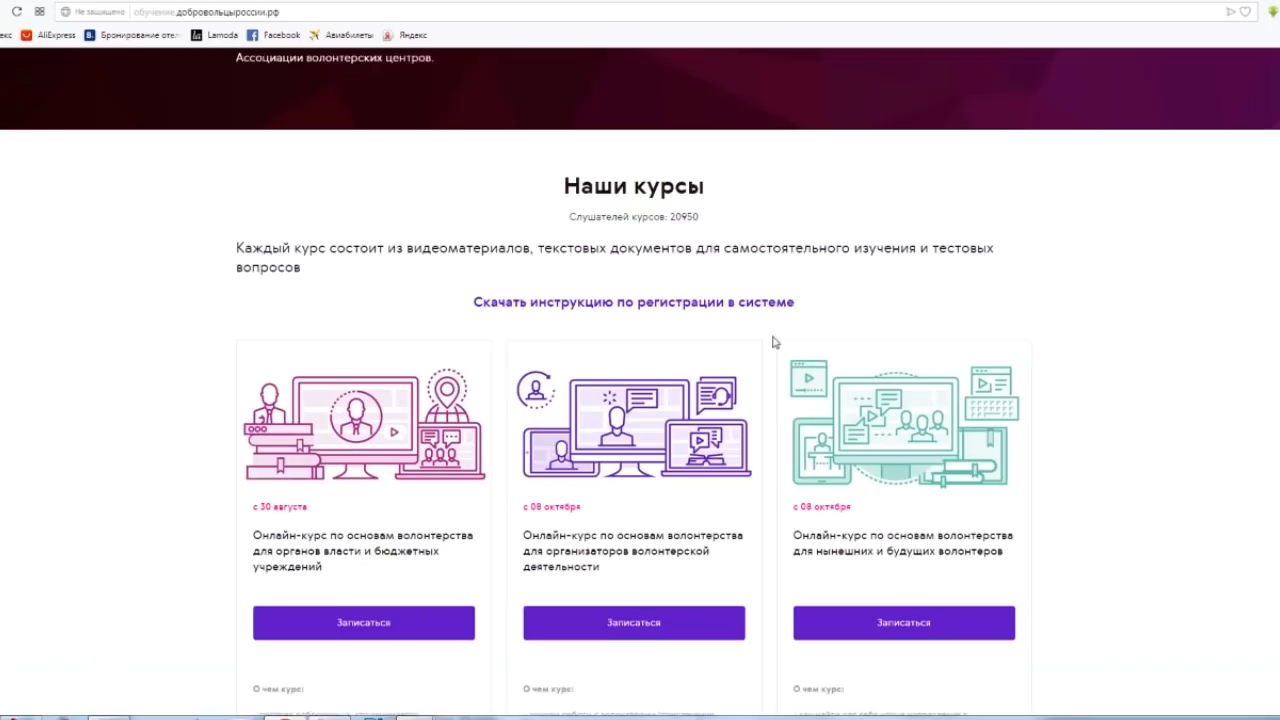 Не защищено обучение.добровольцыроссии.рф
екс AliExpress Бронирование отел Lamoda Facebook Авиабилеты Яндекс
Ассоциации волонтерских центров.
Наши курсы
Слушателей курсов: 20950
Каждый курс состоит из видеоматериалов, текстовых документов для самостоятельного изучения и тестовых
вопросов
Скачать инструкцию по регистрации в системе
с 30 августа
Онлайн-курс по основам волонтерства
для органов власти и бюджетных
учреждений
Записаться
О чем курс:
с 08 октября
Онлайн-курс по основам волонтерства
для организаторов волонтерской
деятельности
Записаться
О чем курс:
с 08 октября
Онлайн-курс по основам волонтерства
для нынешних и будущих волонтеров
Записаться
О чем курс: